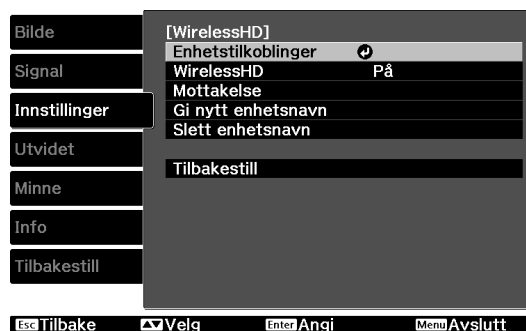 Bilde
Signal
Innstillinger
Utvidet
Minne
Info
Tilbakestill
[WirelessHD]
Enhetstilkoblinger
WirelessHD På
Mottakelse
Gi nytt enhetsnavn
Slett enhetsnavn
Tilbakestill
Esc Tilbake Velg Enter Angi Menu Avslutt